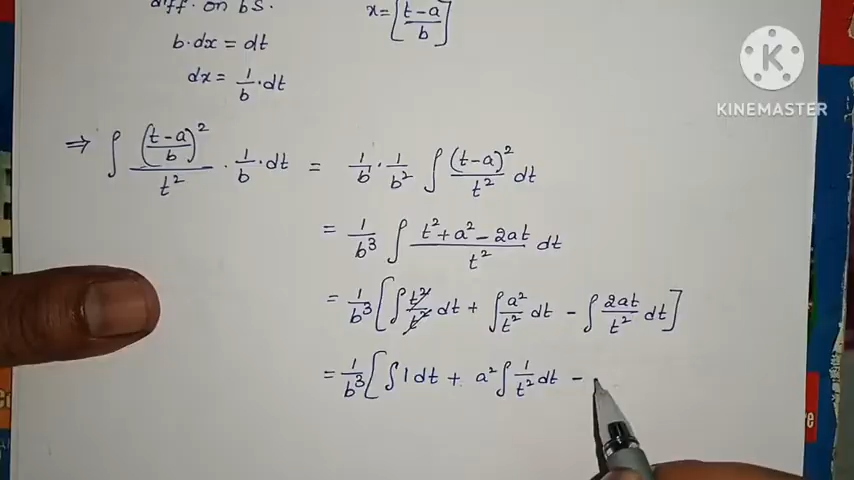 diff. on bs.
x = [(t-a)/b]
b·dx = dt
dx = 1/b · dt
K
KINEMASTER
⇒ ∫ ((t-a)/b)² / t² · 1/b · dt = 1/b · 1/b² ∫ (t-a)²/t² dt
= 1/b³ ∫ (t² + a² - 2at)/t² dt
= 1/b³ [∫ t²/t² dt + ∫ a²/t² dt - ∫ 2at/t² dt]
= 1/b³ [∫ 1 dt + a² ∫ 1/t² dt -